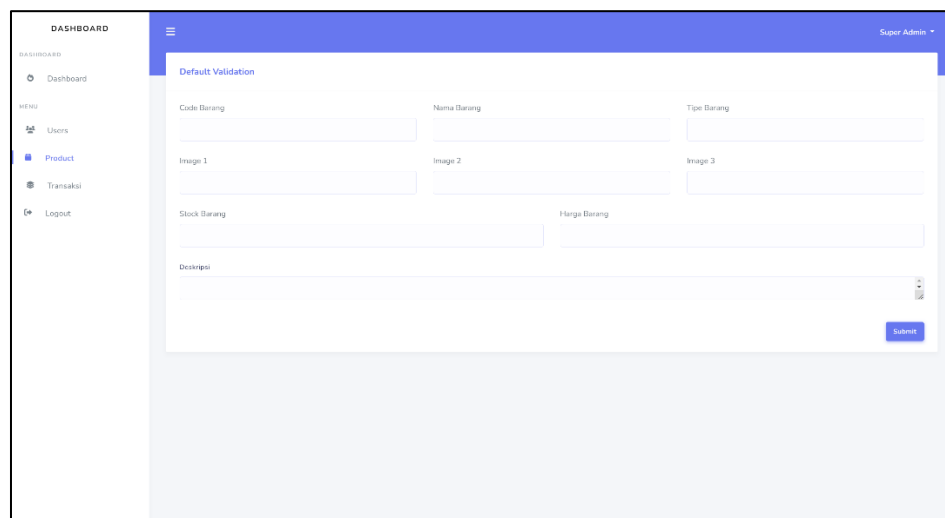 DASHBOARD
Super Admin
DASHBOARD
Dashboard
MENU
Users
Product
Transaksi
Logout
Default Validation
Code Barang
Nama Barang
Tipe Barang
Image 1
Image 2
Image 3
Stock Barang
Harga Barang
Deskripsi
Submit